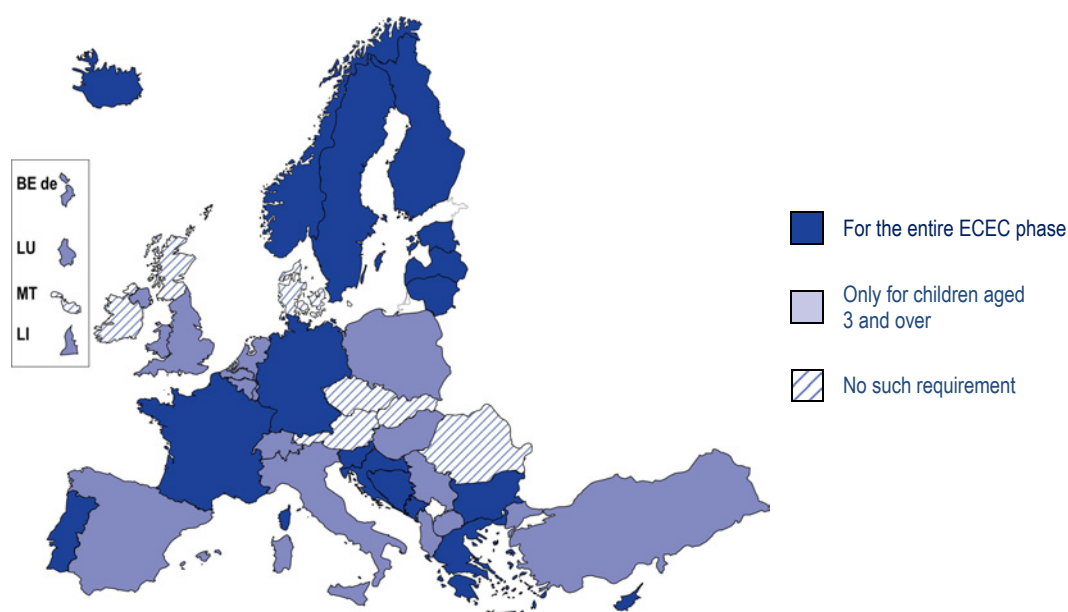 BE de
LU
MT
LI
For the entire ECEC phase
Only for children aged
3 and over
No such requirement